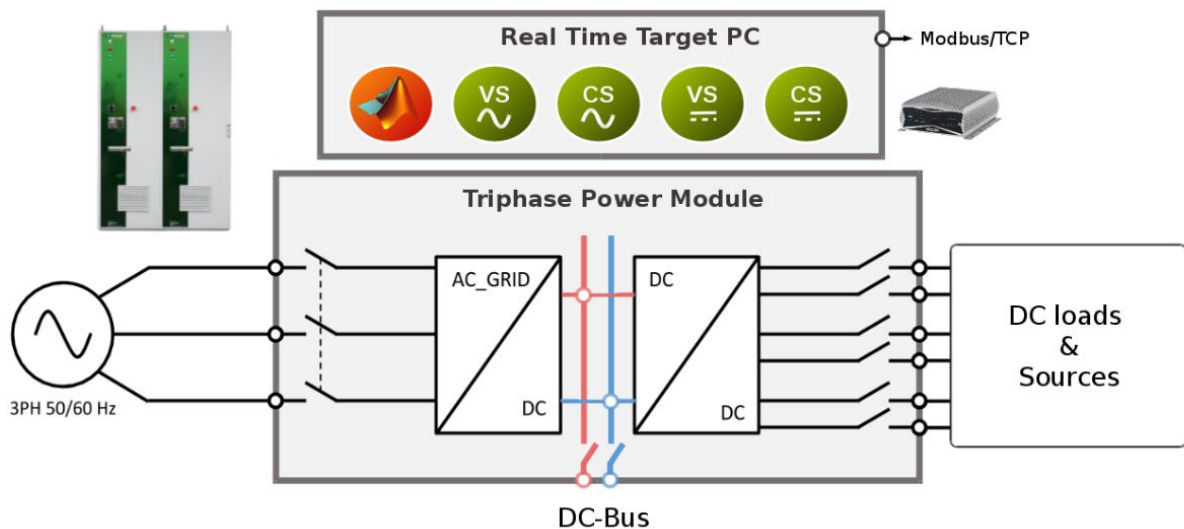 Real Time Target PC
Modbus/TCP
VS
CS
VS
CS
Triphase Power Module
AC_GRID
DC
DC
DC
DC loads
&
Sources
3PH 50/60 Hz
DC-Bus